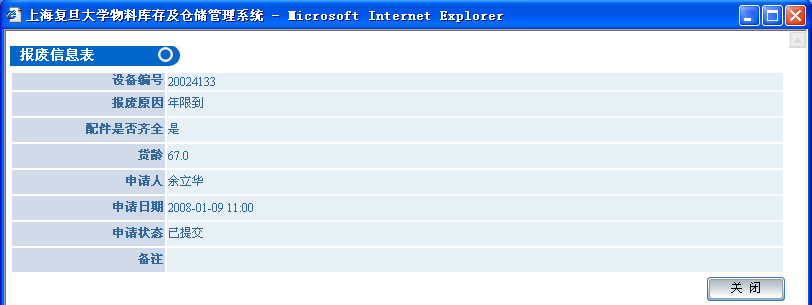 上海复旦大学物料库存及仓储管理系统 - Microsoft Internet Explorer
报废信息表
设备编号 20024133
报废原因 年限到
配件是否齐全 是
货龄 67.0
申请人 余立华
申请日期 2008-01-09 11:00
申请状态 已提交
备注
关 闭